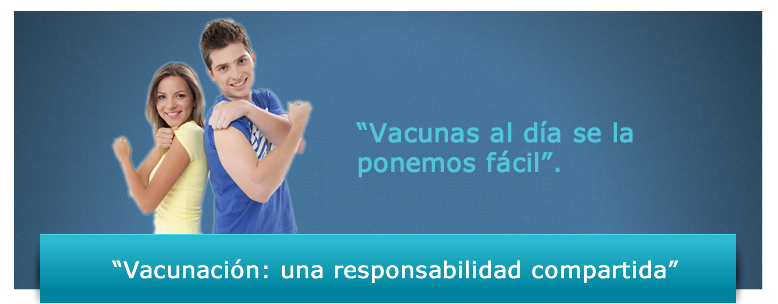 “Vacunas al día se la
ponemos fácil”.
“Vacunación: una responsabilidad compartida”